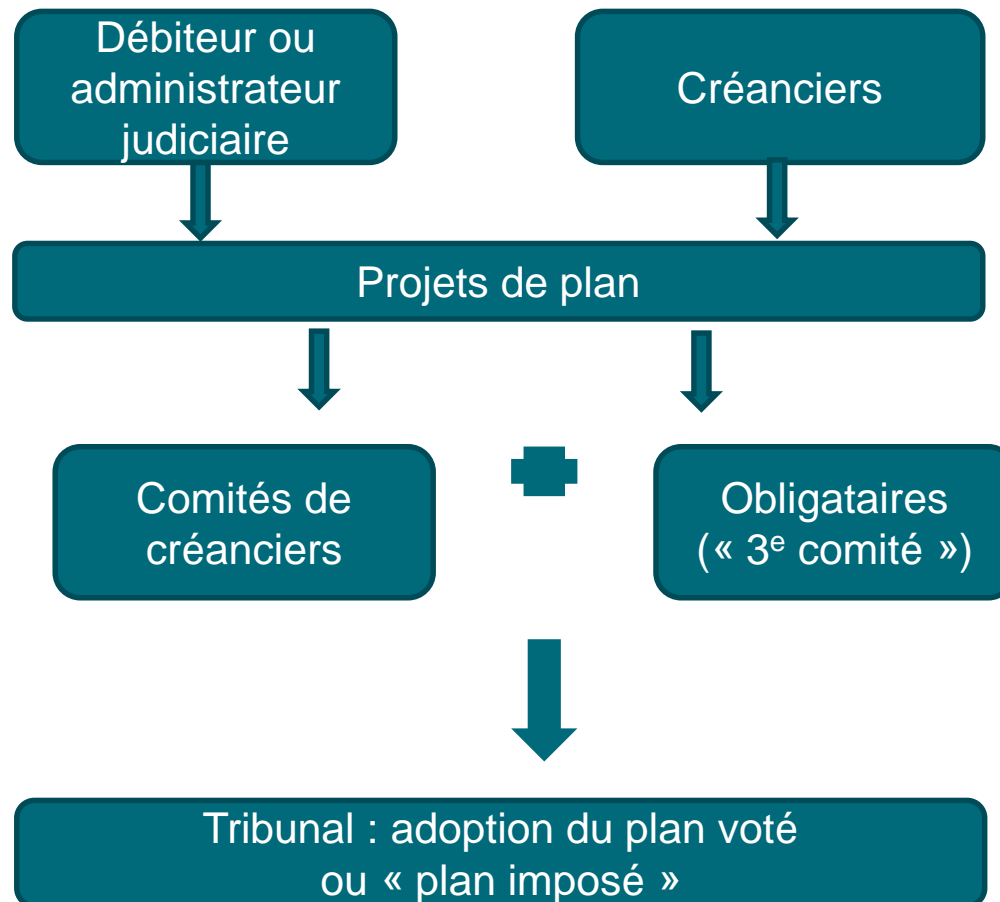 Débiteur ou
administrateur
judiciaire
Créanciers
Projets de plan
Comités de
créanciers
Obligataires
(« 3e comité »)
Tribunal : adoption du plan voté
ou « plan imposé »